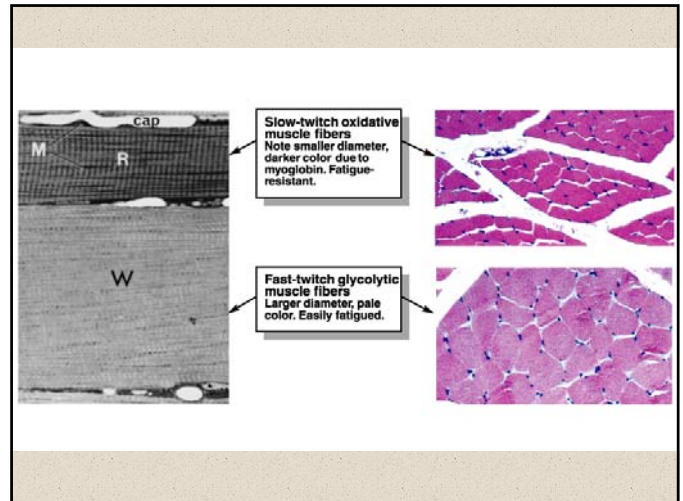 cap
M
R
W
Slow-twitch oxidative
muscle fibers
Note smaller diameter,
darker color due to
myoglobin. Fatigue-
resistant.
Fast-twitch glycolytic
muscle fibers
Larger diameter, pale
color. Easily fatigued.